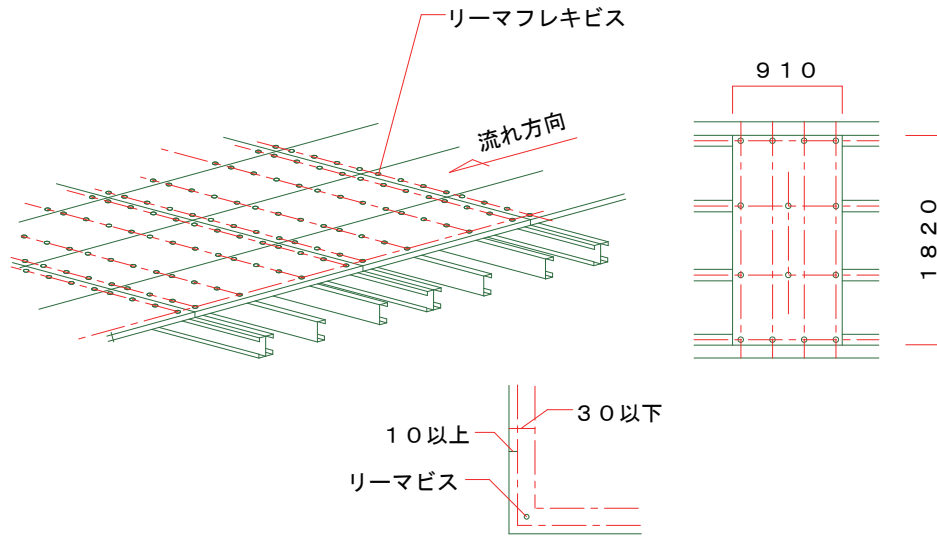 リーマフレキビス
流れ方向
９１０
１８２０
３０以下
１０以上
リーマビス